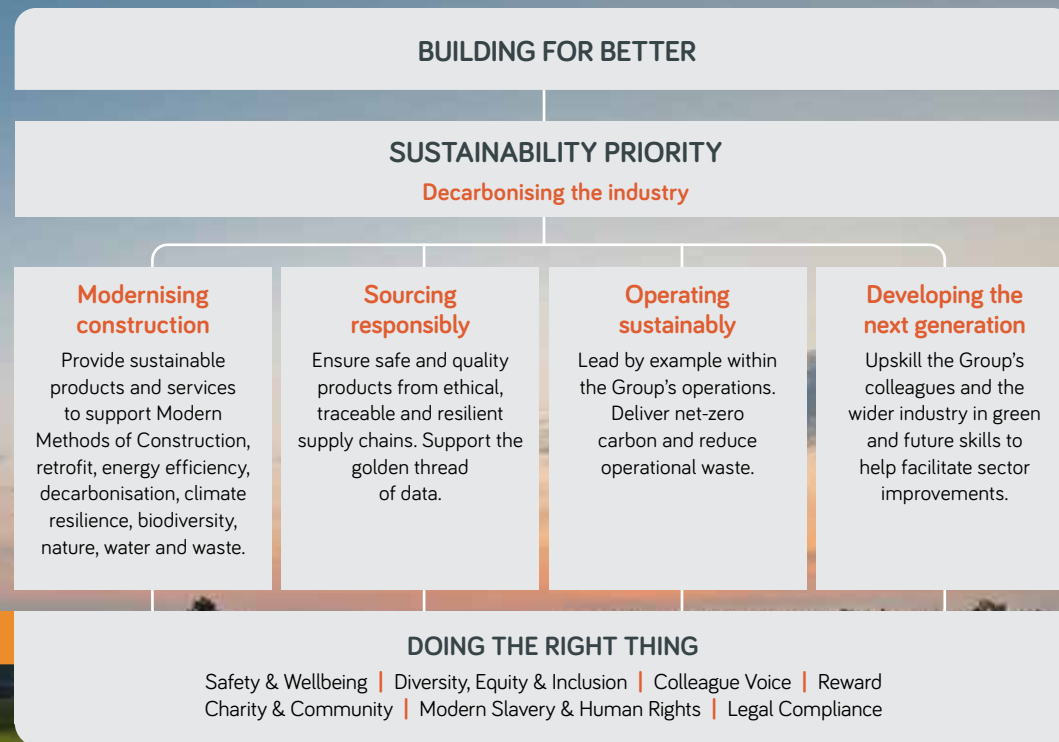 BUILDING FOR BETTER
SUSTAINABILITY PRIORITY
Decarbonising the industry
Modernising
construction
Provide sustainable
products and services
to support Modern
Methods of Construction,
retrofit, energy efficiency,
decarbonisation, climate
resilience, biodiversity,
nature, water and waste.
Sourcing
responsibly
Ensure safe and quality
products from ethical,
traceable and resilient
supply chains. Support the
golden thread
of data.
Operating
sustainably
Lead by example within
the Group's operations.
Deliver net-zero
carbon and reduce
operational waste.
Developing the
next generation
Upskill the Group's
colleagues and the
wider industry in green
and future skills to
help facilitate sector
improvements.
DOING THE RIGHT THING
Safety & Wellbeing | Diversity, Equity & Inclusion | Colleague Voice | Reward
Charity & Community | Modern Slavery & Human Rights | Legal Compliance